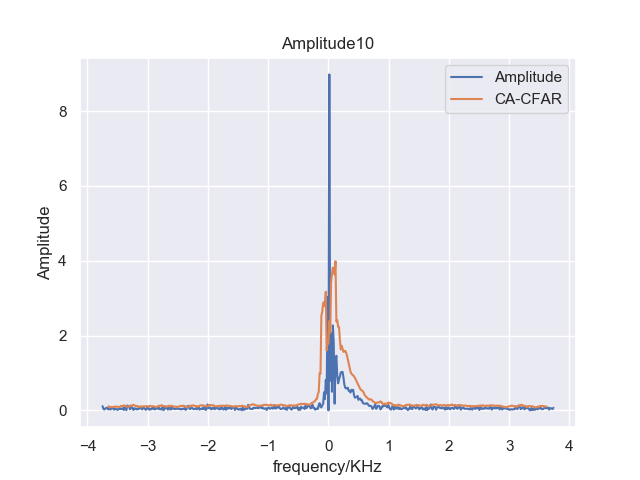 Amplitude10
Amplitude
CA-CFAR
8
6
4
2
0
Amplitude
−4 −3 −2 −1 0 1 2 3 4
frequency/KHz